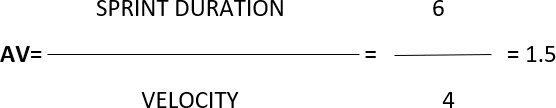 SPRINT DURATION 6
AV= = = 1.5
VELOCITY 4